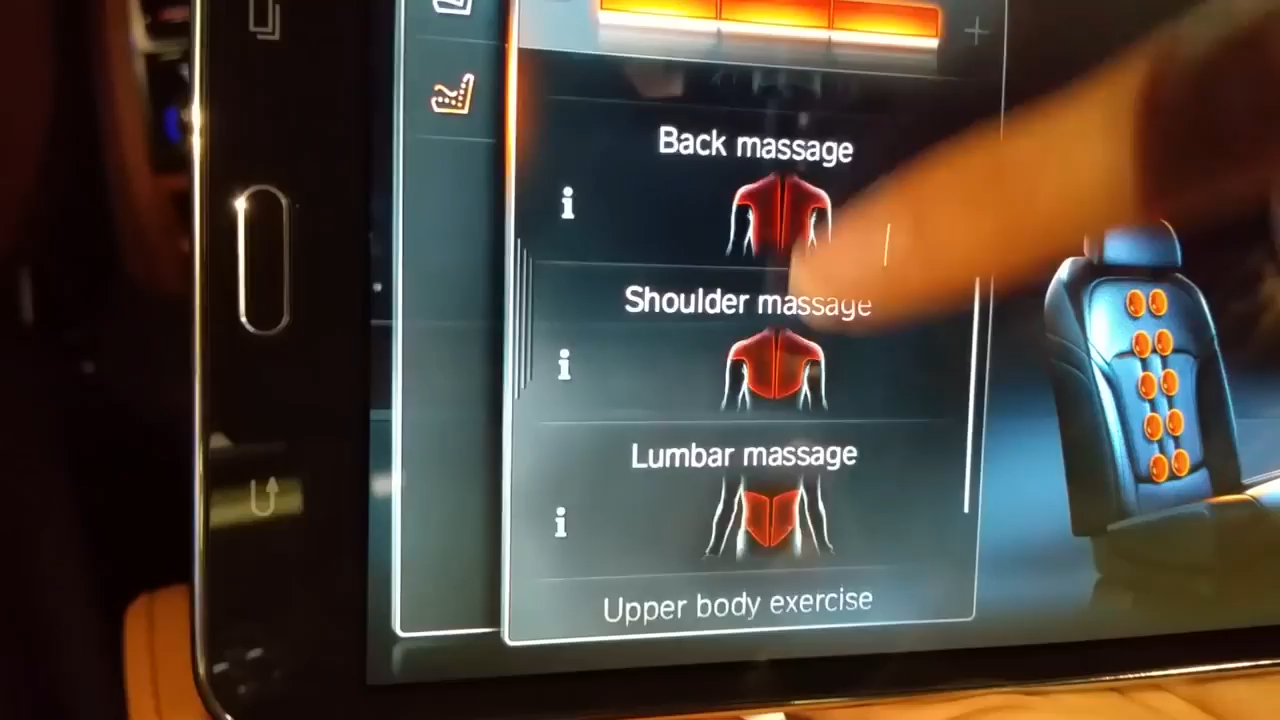 Back massage
Shoulder massage
Lumbar massage
Upper body exercise